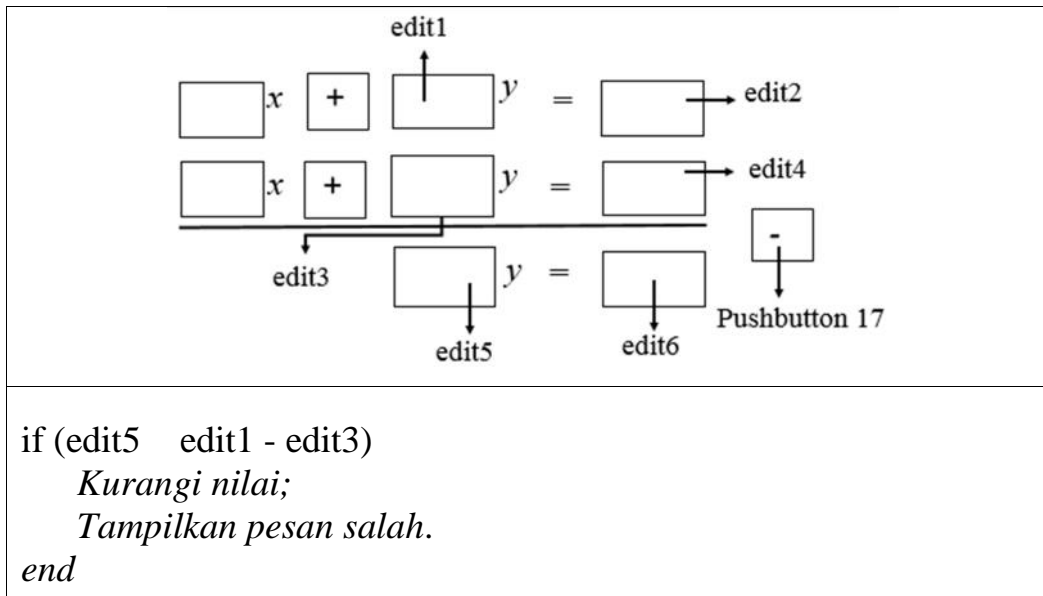 edit1
x + y = edit2
x + y = edit4
edit3
-
y =
Pushbutton 17
edit5 edit6
if (edit5 edit1 - edit3)
Kurangi nilai;
Tampilkan pesan salah.
end